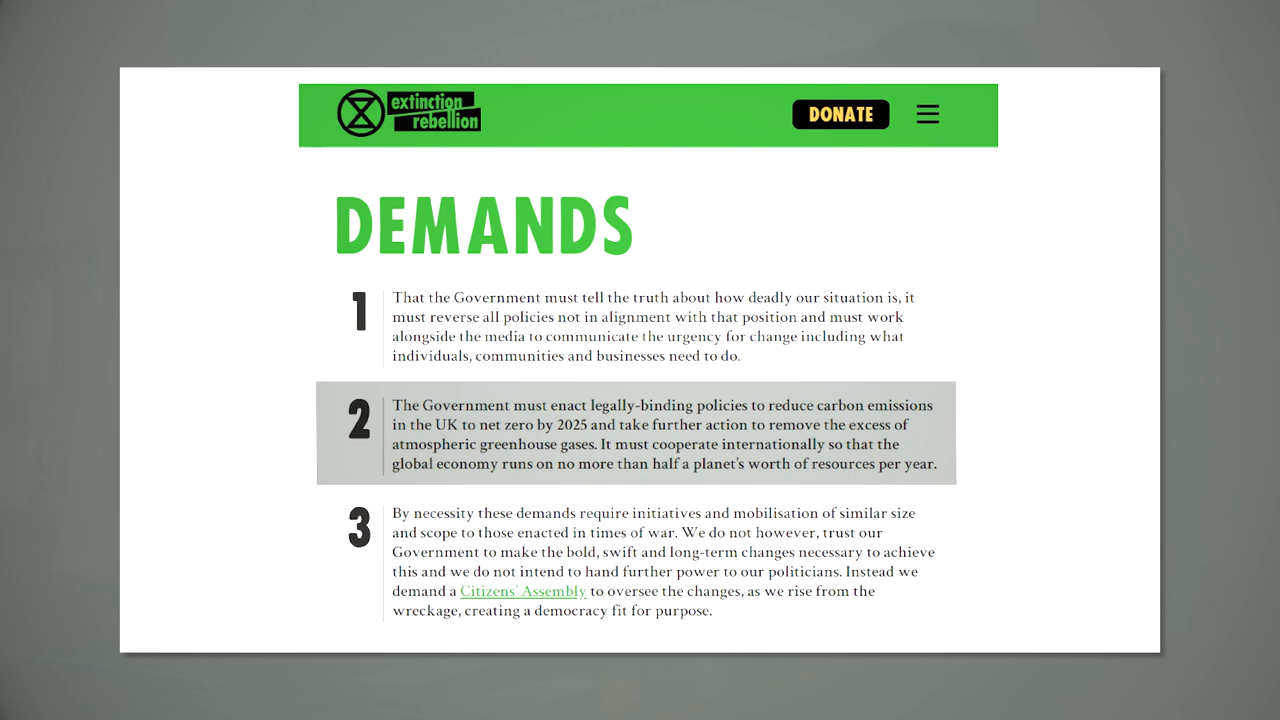 extinction
rebellion
DONATE
DEMANDS
1
That the Government must tell the truth about how deadly our situation is, it
must reverse all policies not in alignment with that position and must work
alongside the media to communicate the urgency for change including what
individuals, communities and businesses need to do.
2
The Government must enact legally-binding policies to reduce carbon emissions
in the UK to net zero by 2025 and take further action to remove the excess of
atmospheric greenhouse gases. It must cooperate internationally so that the
global economy runs on no more than half a planet's worth of resources per year.
3
By necessity these demands require initiatives and mobilisation of similar size
and scope to those enacted in times of war. We do not however, trust our
Government to make the bold, swift and long-term changes necessary to achieve
this and we do not intend to hand further power to our politicians. Instead we
demand a Citizens' Assembly to oversee the changes, as we rise from the
wreckage, creating a democracy fit for purpose.